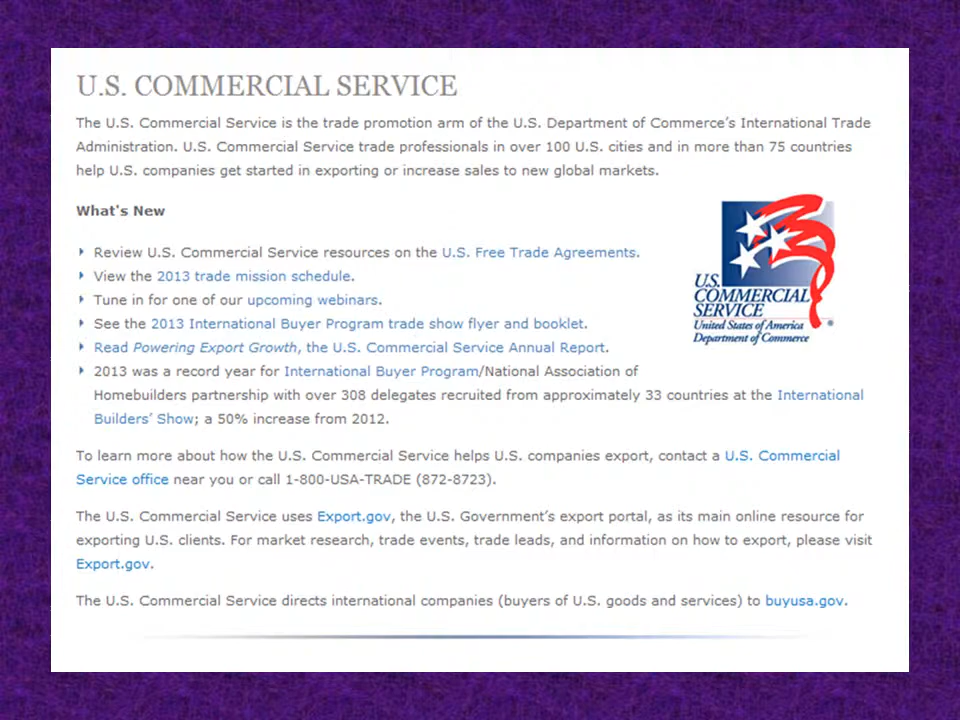 U.S. COMMERCIAL SERVICE
The U.S. Commercial Service is the trade promotion arm of the U.S. Department of Commerce's International Trade
Administration. U.S. Commercial Service trade professionals in over 100 U.S. cities and in more than 75 countries
help U.S. companies get started in exporting or increase sales to new global markets.
What's New
Review U.S. Commercial Service resources on the U.S. Free Trade Agreements.
View the 2013 trade mission schedule.
Tune in for one of our upcoming webinars.
See the 2013 International Buyer Program trade show flyer and booklet.
Read Powering Export Growth, the U.S. Commercial Service Annual Report.
2013 was a record year for International Buyer Program/National Association of
Homebuilders partnership with over 308 delegates recruited from approximately 33 countries at the International
Builders' Show; a 50% increase from 2012.
U.S.
COMMERCIAL
SERVICE
United States of America
Department of Commerce
To learn more about how the U.S. Commercial Service helps U.S. companies export, contact a U.S. Commercial
Service office near you or call 1-800-USA-TRADE (872-8723).
The U.S. Commercial Service uses Export.gov, the U.S. Government's export portal, as its main online resource for
exporting U.S. clients. For market research, trade events, trade leads, and information on how to export, please visit
Export.gov.
The U.S. Commercial Service directs international companies (buyers of U.S. goods and services) to buyusa.gov.